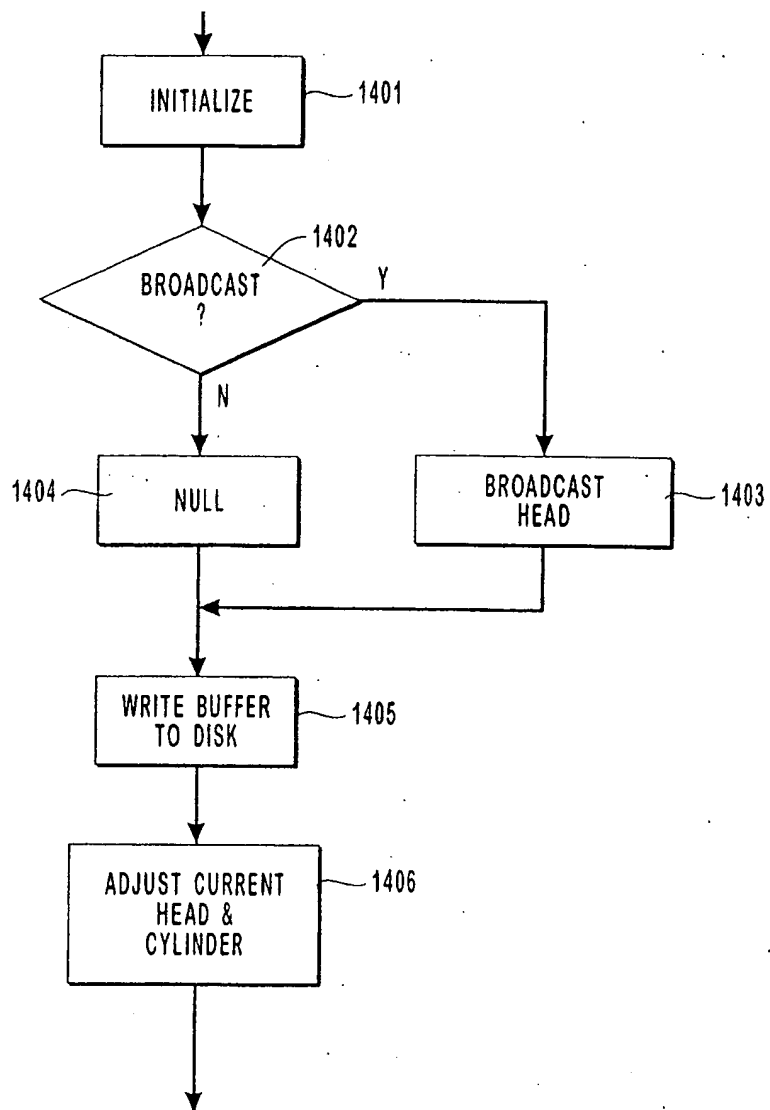 INITIALIZE
1401
1402
BROADCAST
?
Y
N
1404
NULL
BROADCAST
HEAD
1403
WRITE BUFFER
TO DISK
1405
ADJUST CURRENT
HEAD &
CYLINDER
1406